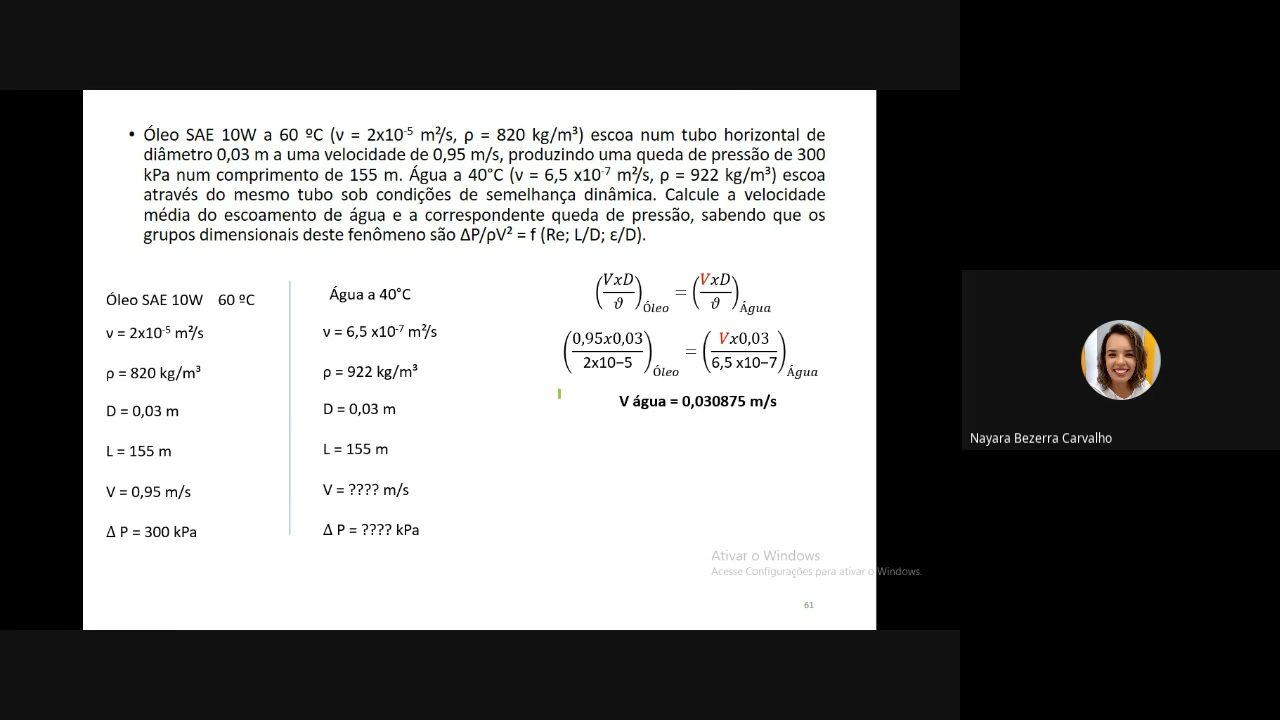 • Óleo SAE 10W a 60 ºC (ν = 2x10⁻⁵ m²/s, ρ = 820 kg/m³) escoa num tubo horizontal de
diâmetro 0,03 m a uma velocidade de 0,95 m/s, produzindo uma queda de pressão de 300
kPa num comprimento de 155 m. Água a 40°C (ν = 6,5 x10⁻⁷ m²/s, ρ = 922 kg/m³) escoa
através do mesmo tubo sob condições de semelhança dinâmica. Calcule a velocidade
média do escoamento de água e a correspondente queda de pressão, sabendo que os
grupos dimensionais deste fenômeno são ΔP/ρV² = f (Re; L/D; ε/D).
Óleo SAE 10W 60 ºC
ν = 2x10⁻⁵ m²/s
ρ = 820 kg/m³
D = 0,03 m
L = 155 m
V = 0,95 m/s
Δ P = 300 kPa
Água a 40°C
ν = 6,5 x10⁻⁷ m²/s
ρ = 922 kg/m³
D = 0,03 m
L = 155 m
V = ???? m/s
Δ P = ???? kPa
(VxD/ϑ)Óleo = (VxD/ϑ)Água
(0,95x0,03/2x10−5)Óleo = (Vx0,03/6,5 x10−7)Água
V água = 0,030875 m/s
Ativar o Windows
Acesse Configurações para ativar o Windows.
61
Nayara Bezerra Carvalho